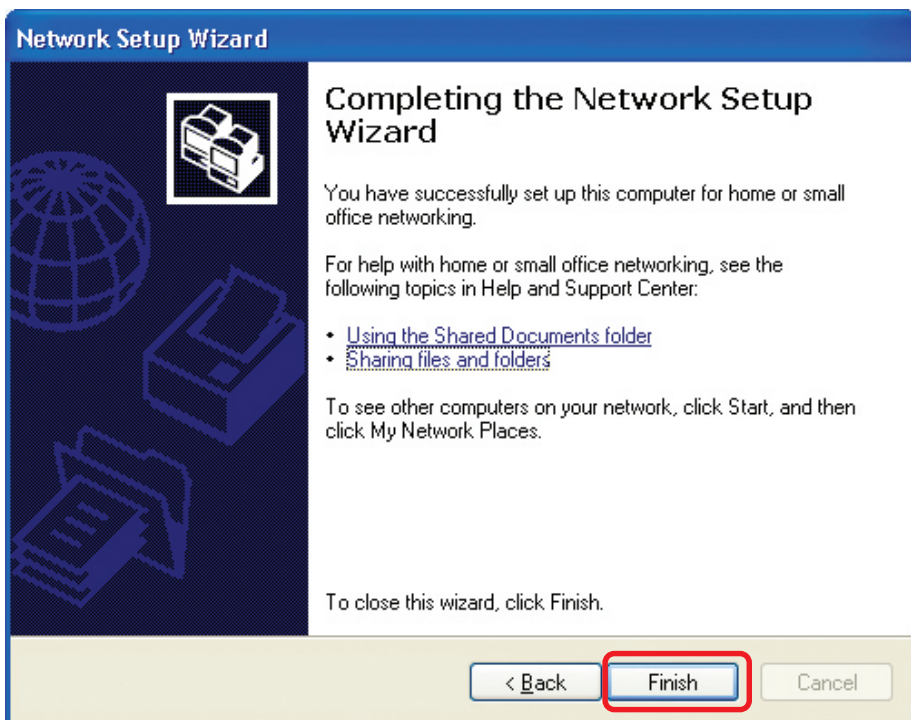 Network Setup Wizard
Completing the Network Setup
Wizard
You have successfully set up this computer for home or small
office networking.
For help with home or small office networking, see the
following topics in Help and Support Center:
• Using the Shared Documents folder
• Sharing files and folders
To see other computers on your network, click Start, and then
click My Network Places.
To close this wizard, click Finish.
< Back Finish Cancel